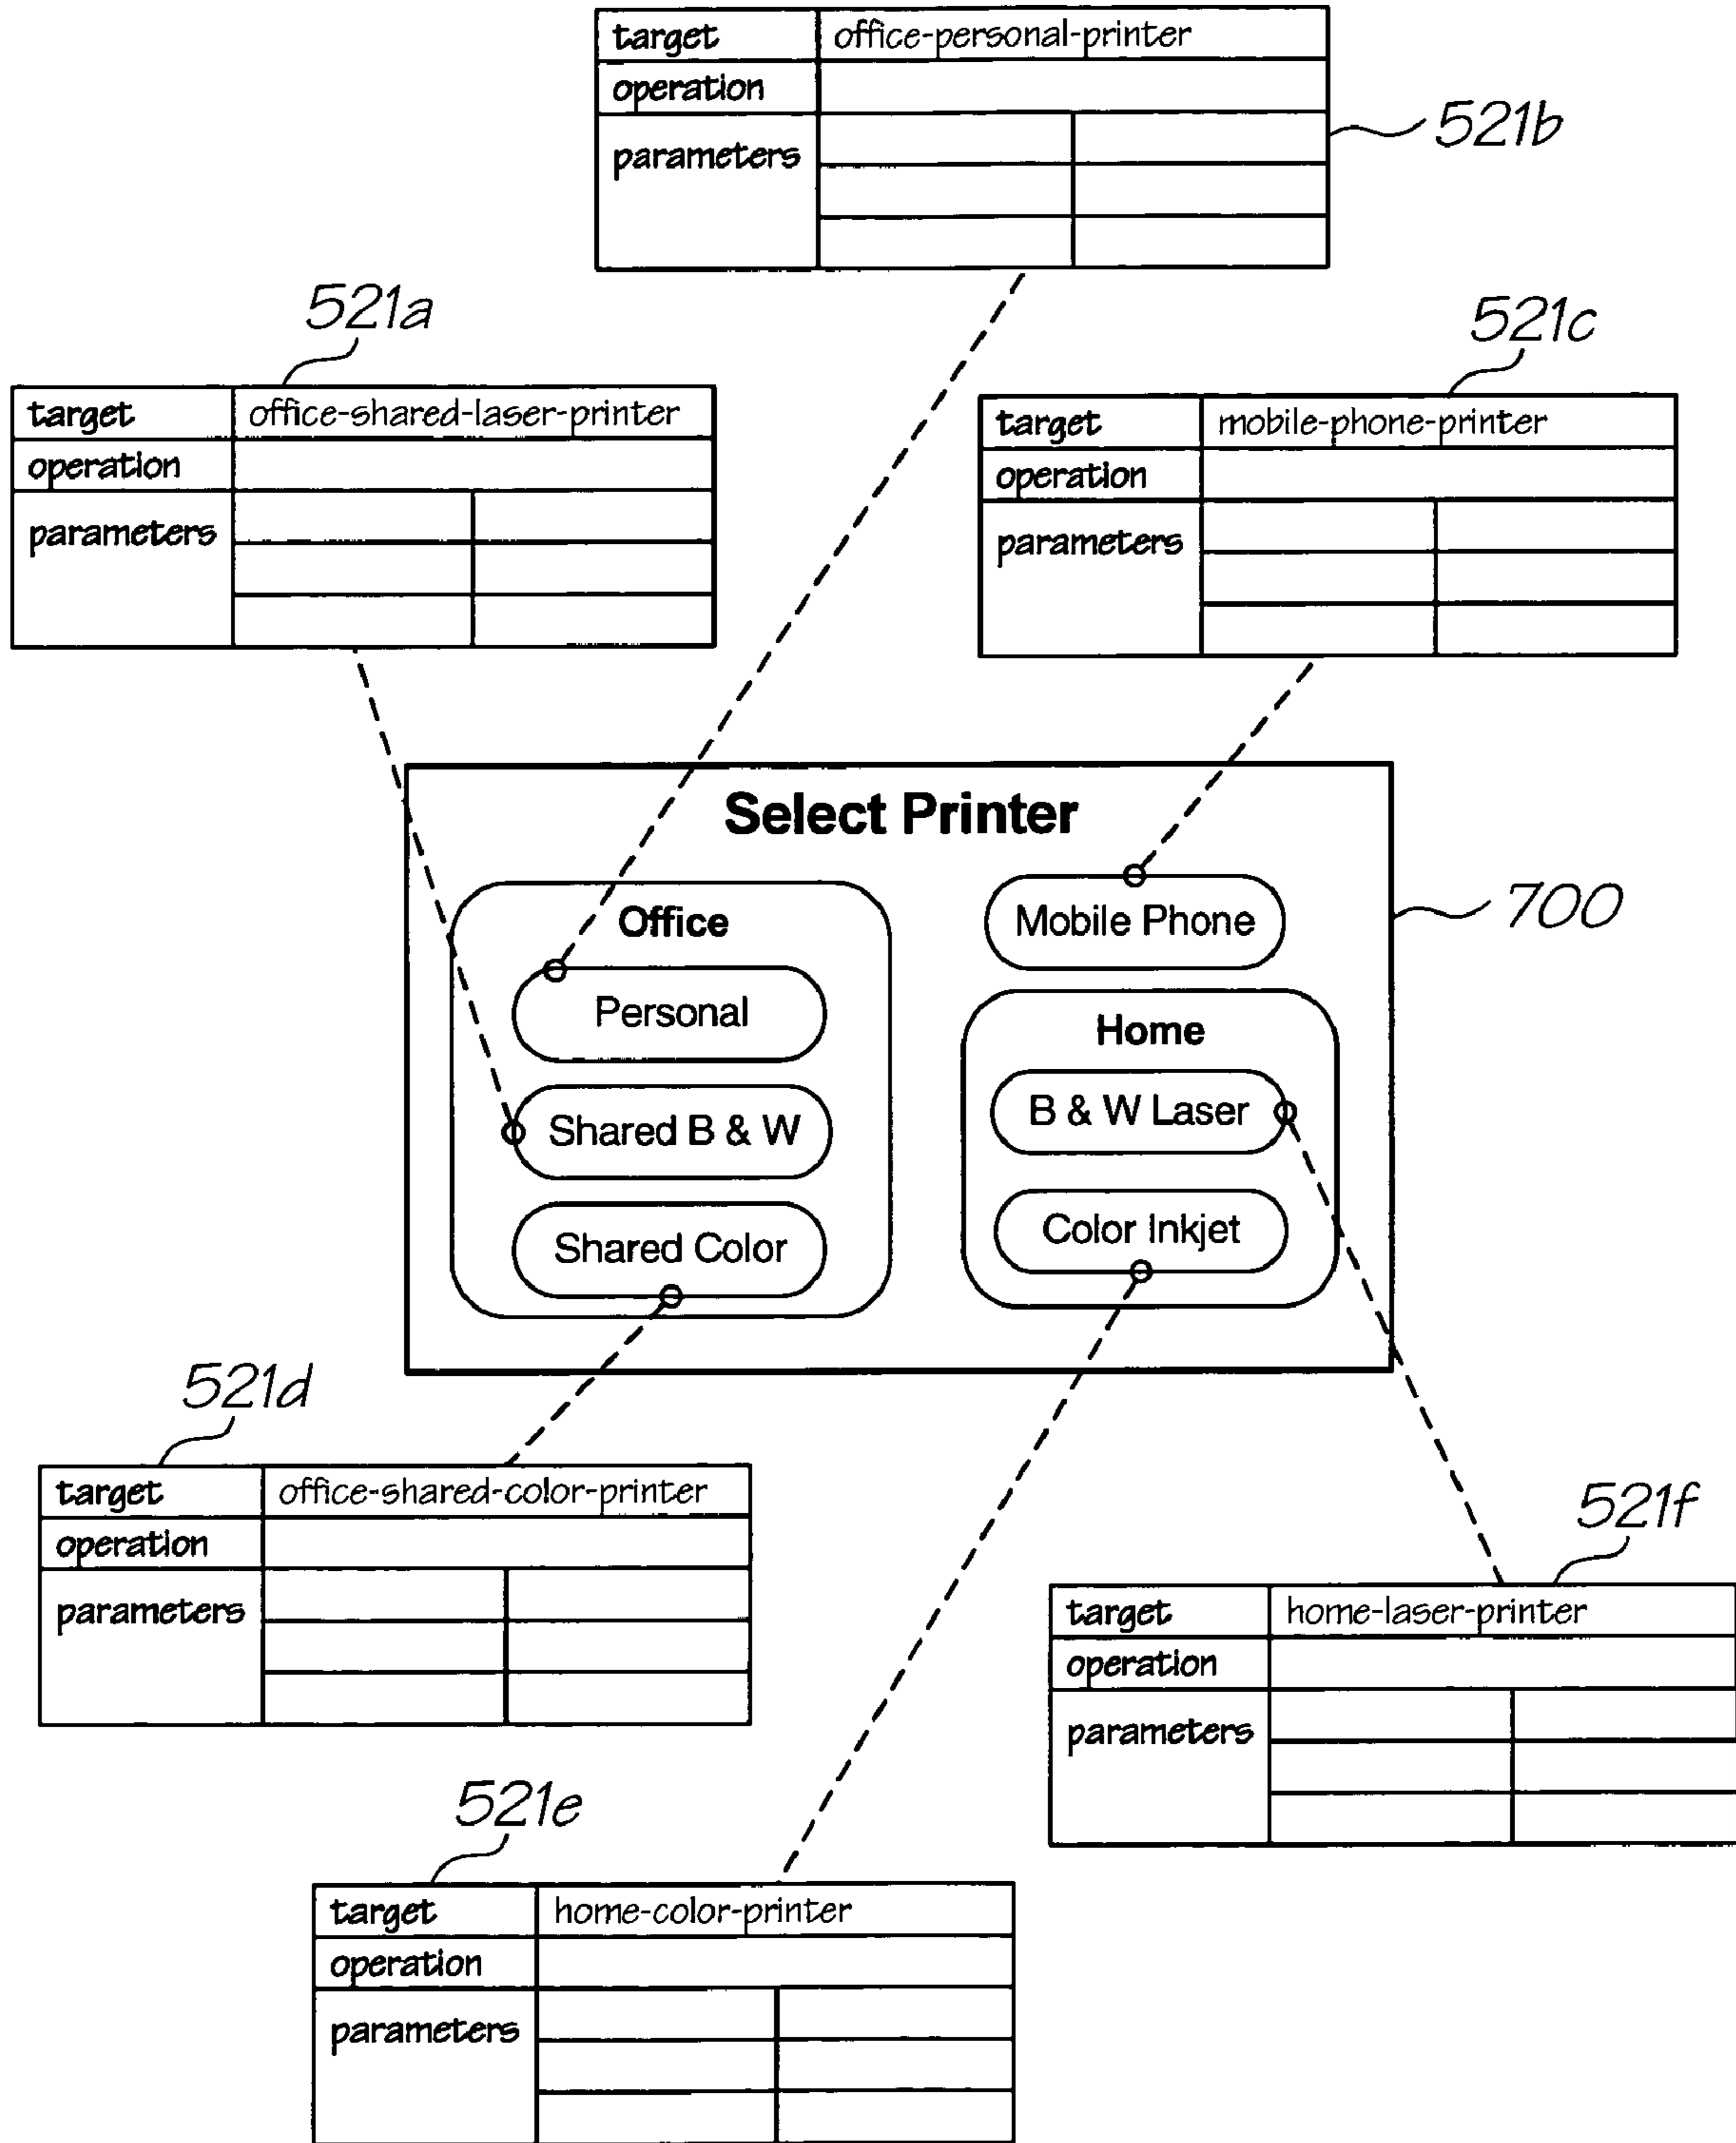 target office-personal-printer
operation
parameters
521b
521a
target office-shared-laser-printer
operation
parameters
521c
target mobile-phone-printer
operation
parameters
Select Printer
Office
Personal
Shared B & W
Shared Color
Mobile Phone
Home
B & W Laser
Color Inkjet
700
521d
target office-shared-color-printer
operation
parameters
521f
target home-laser-printer
operation
parameters
521e
target home-color-printer
operation
parameters